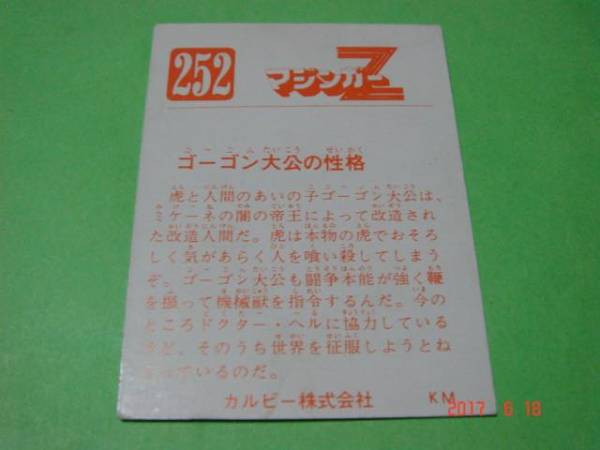 252
マジンガーZ
ゴーゴン大公の性格
虎と人間のあいの子ゴーゴン大公は、
ミケーネの闇の帝王によって改造され
た改造人間だ。虎は本物の虎でおそろ
しく気があらく人を喰い殺してしまう
ぞ。ゴーゴン大公も闘争本能が強く鞭
を振って機械獣を指令するんだ。今の
ところドクター・ヘルに協力している
けど、そのうち世界を征服しようとね
らっているのだ。
カルビー株式会社 KM
2017 6 18